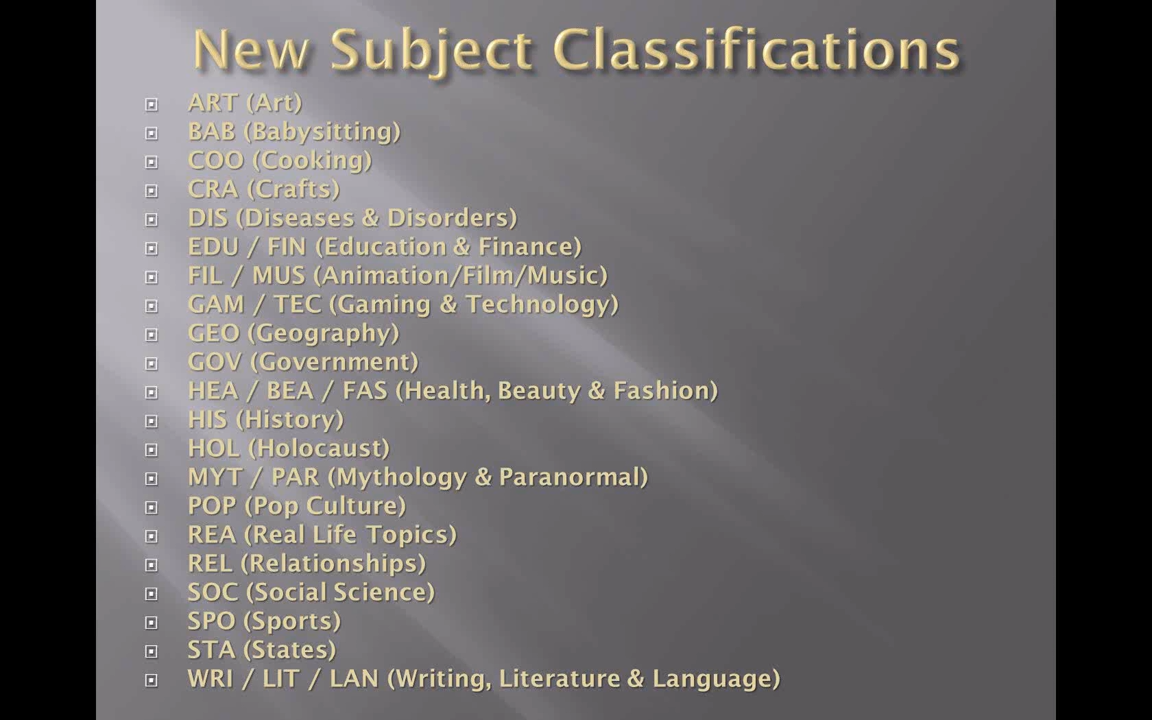 New Subject Classifications
ART (Art)
BAB (Babysitting)
COO (Cooking)
CRA (Crafts)
DIS (Diseases & Disorders)
EDU / FIN (Education & Finance)
FIL / MUS (Animation/Film/Music)
GAM / TEC (Gaming & Technology)
GEO (Geography)
GOV (Government)
HEA / BEA / FAS (Health, Beauty & Fashion)
HIS (History)
HOL (Holocaust)
MYT / PAR (Mythology & Paranormal)
POP (Pop Culture)
REA (Real Life Topics)
REL (Relationships)
SOC (Social Science)
SPO (Sports)
STA (States)
WRI / LIT / LAN (Writing, Literature & Language)